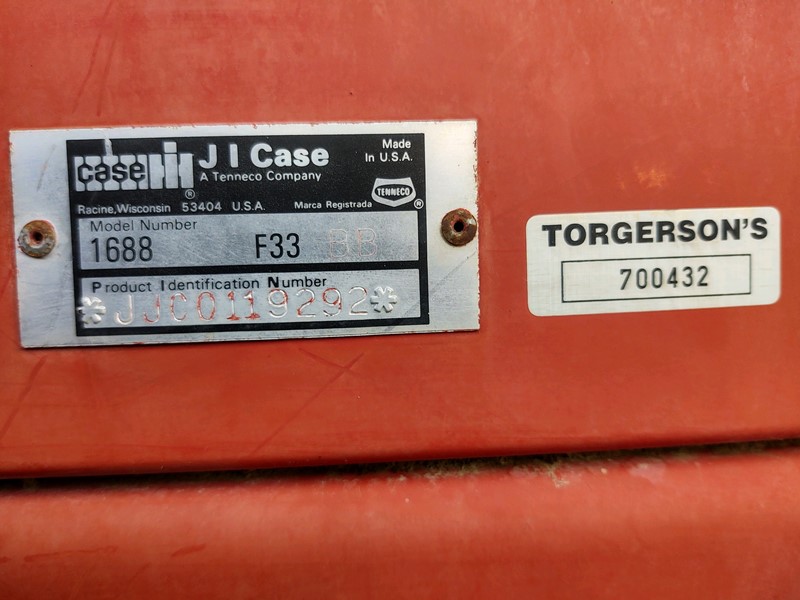 case IH
J I Case
A Tenneco Company
Made
In U.S.A.
TENNECO
®
®
Racine, Wisconsin 53404 U.S.A.
Marca Registrada
Model Number
1688 F33 BB
Product Identification Number
*JJC0119292*
TORGERSON'S
700432